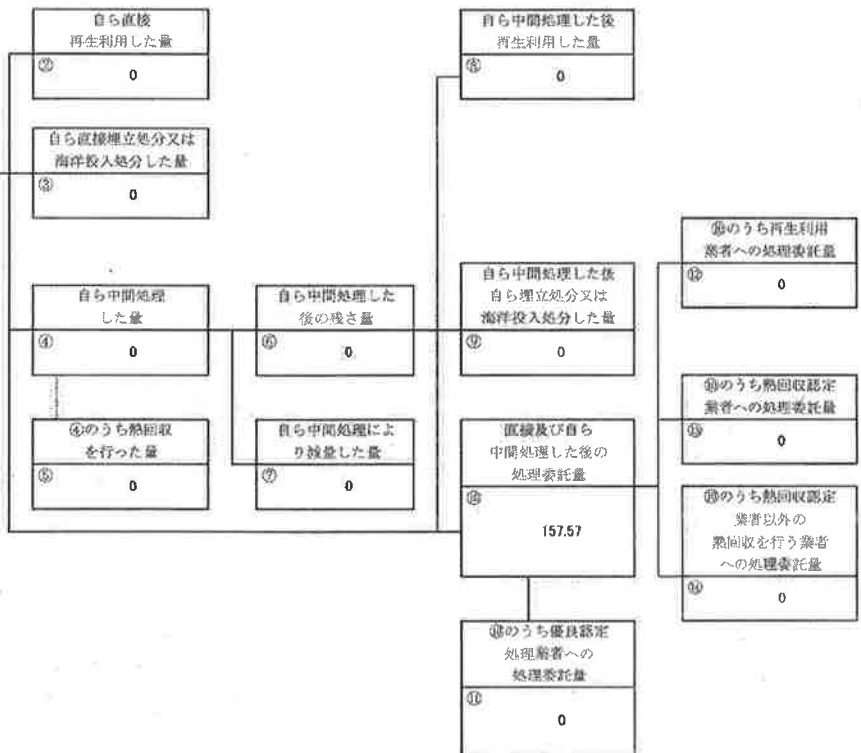 自ら直接
再生利用した量
②
0
自ら直接埋立処分又は
海洋投入処分した量
③
0
自ら中間処理
した量
④
0
④のうち熱回収
を行った量
⑤
0
自ら中間処理した
後の残さ量
⑥
0
自ら中間処理によ
り減量した量
⑦
0
自ら中間処理した後
再生利用した量
⑧
0
自ら中間処理した後
自ら埋立処分又は
海洋投入処分した量
⑨
0
直接及び自ら
中間処理した後の
処理委託量
⑩
157.57
⑩のうち優良認定
処理業者への
処理委託量
⑪
0
⑩のうち再生利用
業者への処理委託量
⑫
0
⑩のうち熱回収認定
業者への処理委託量
⑬
0
⑩のうち熱回収認定
業者以外の
熱回収を行う業者
への処理委託量
⑭
0